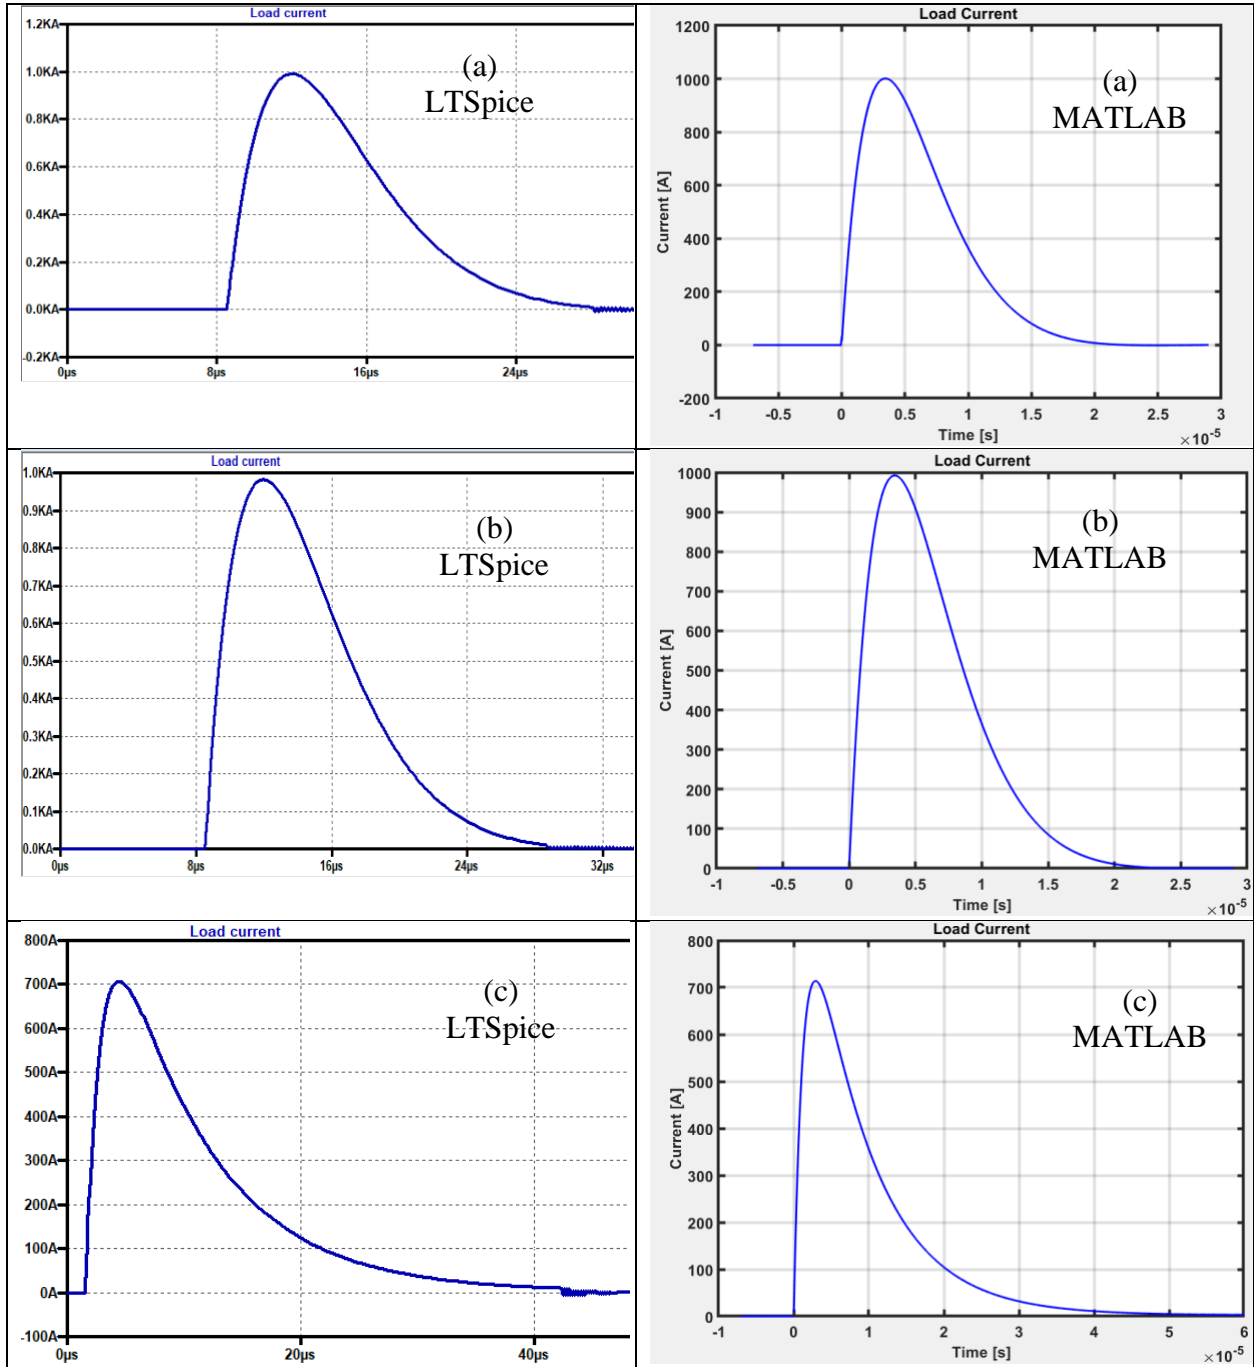 Load current
1.2KA
1.0KA
0.8KA
0.6KA
0.4KA
0.2KA
0.0KA
-0.2KA
0µs 8µs 16µs 24µs
(a)
LTSpice
Load Current
1200
1000
800
600
400
200
0
-200
-1 -0.5 0 0.5 1 1.5 2 2.5 3
Time [s]
×10⁻⁵
Current [A]
(a)
MATLAB
Load current
1.0KA
0.9KA
0.8KA
0.7KA
0.6KA
0.5KA
0.4KA
0.3KA
0.2KA
0.1KA
0.0KA
0µs 8µs 16µs 24µs 32µs
(b)
LTSpice
Load Current
1000
900
800
700
600
500
400
300
200
100
0
-1 -0.5 0 0.5 1 1.5 2 2.5 3
Time [s]
×10⁻⁵
Current [A]
(b)
MATLAB
Load current
800A
700A
600A
500A
400A
300A
200A
100A
0A
-100A
0µs 20µs 40µs
(c)
LTSpice
Load Current
800
700
600
500
400
300
200
100
0
-1 0 1 2 3 4 5 6
Time [s]
×10⁻⁵
Current [A]
(c)
MATLAB